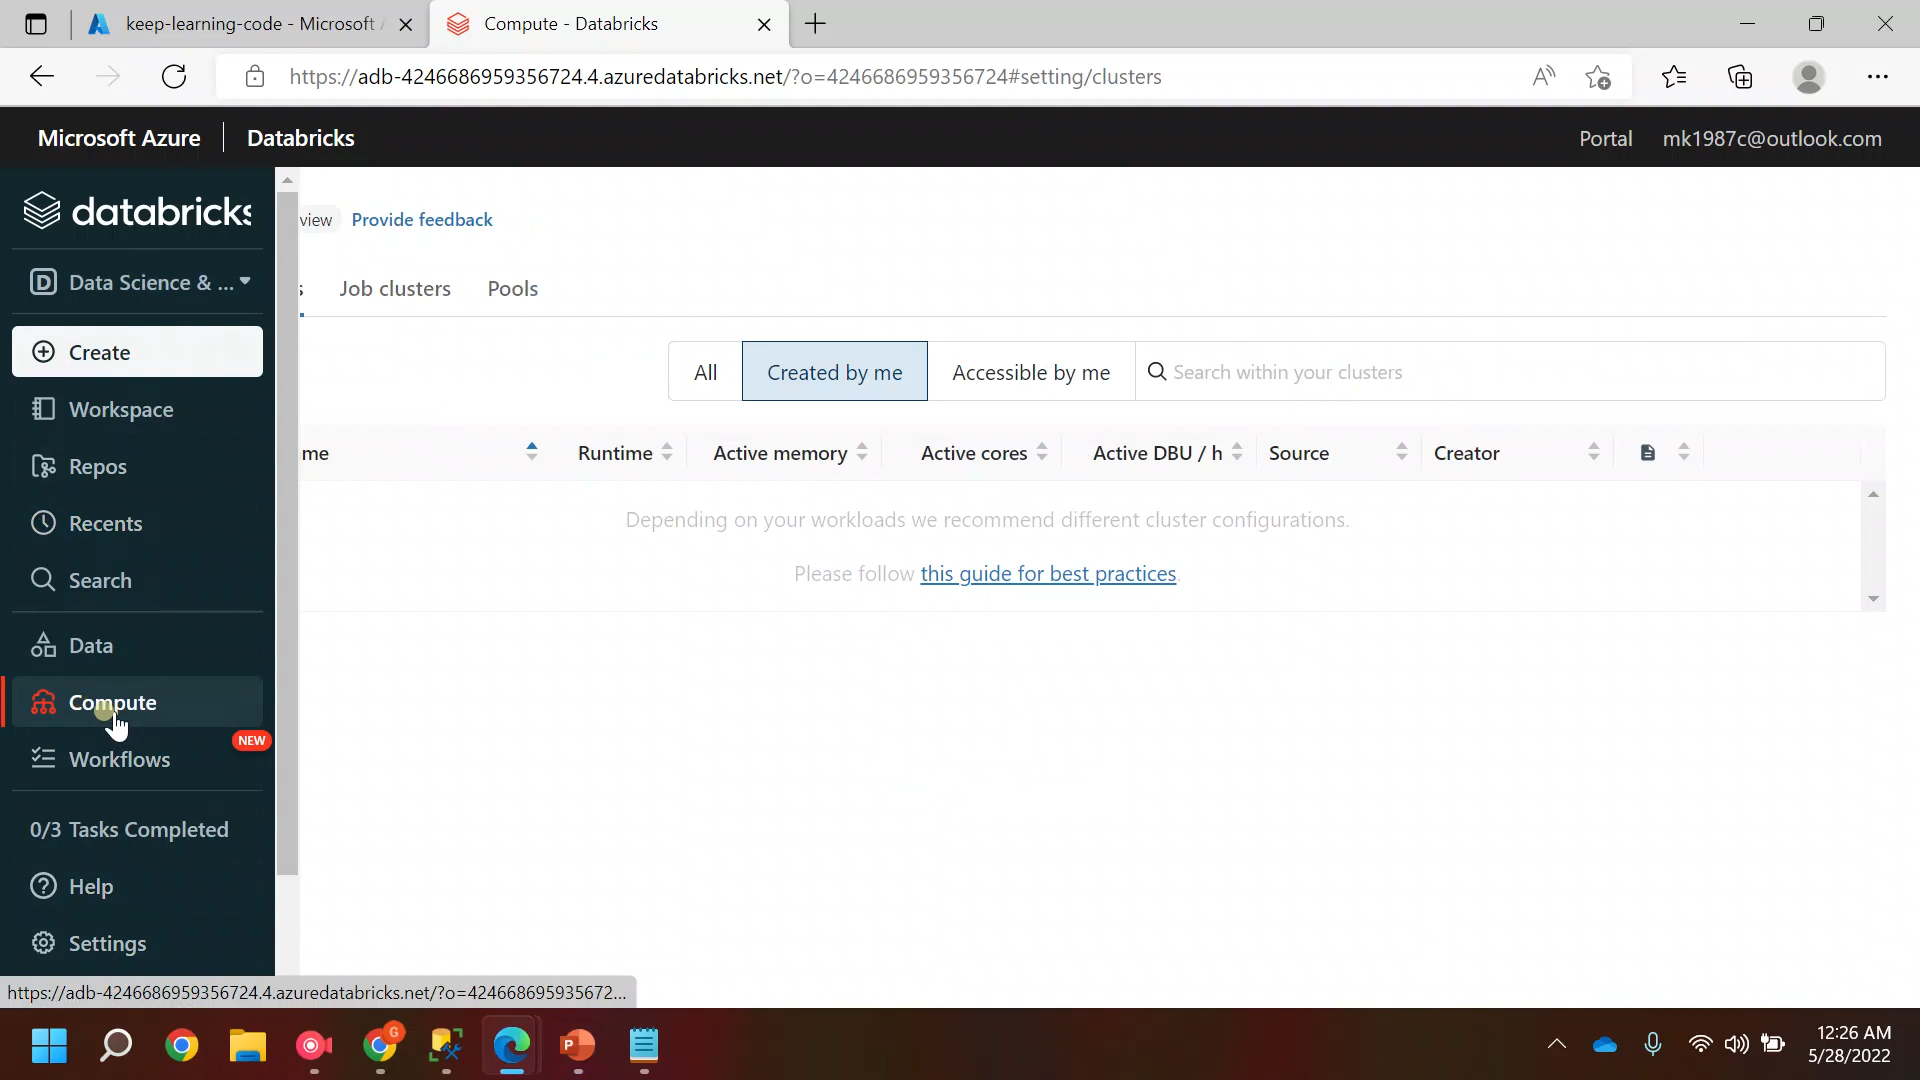 keep-learning-code - Microsoft
Compute - Databricks
https://adb-4246686959356724.4.azuredatabricks.net/?o=4246686959356724#setting/clusters
Microsoft Azure
Databricks
Portal
mk1987c@outlook.com
databricks
view
Provide feedback
D
Data Science & ...
s
Job clusters
Pools
Create
All
Created by me
Accessible by me
Search within your clusters
Workspace
me
Runtime
Active memory
Active cores
Active DBU / h
Source
Creator
Repos
Recents
Depending on your workloads we recommend different cluster configurations.
Please follow this guide for best practices.
Search
Data
Compute
NEW
Workflows
0/3 Tasks Completed
Help
Settings
https://adb-4246686959356724.4.azuredatabricks.net/?o=424668695935672...
G
P
12:26 AM
5/28/2022